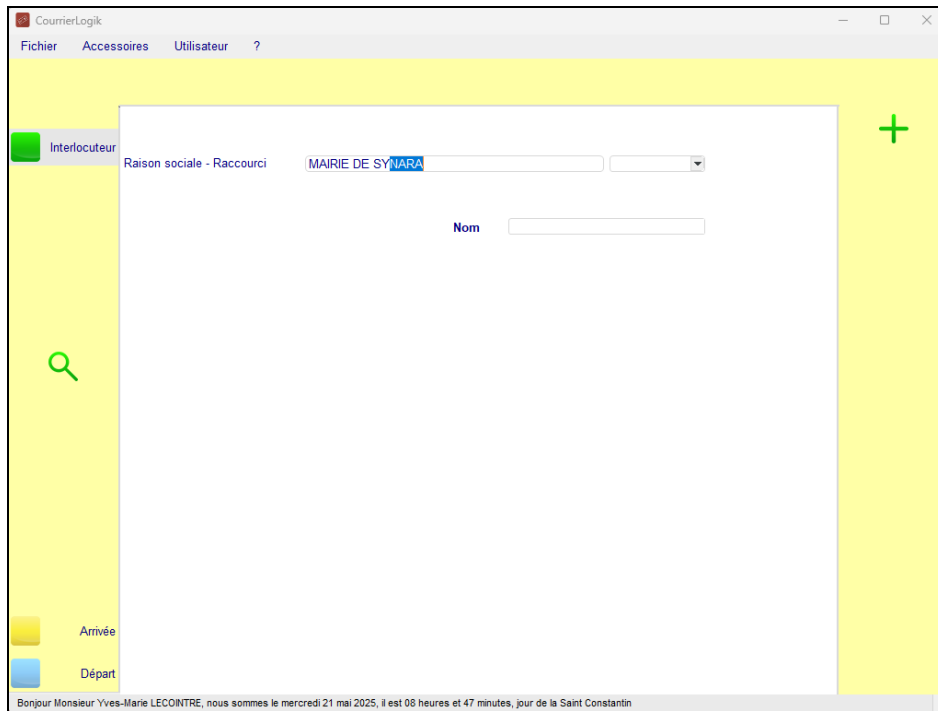 CourrierLogik
Fichier Accessoires Utilisateur ?
Interlocuteur
Raison sociale - Raccourci MAIRIE DE SYNARA
Nom
Arrivée
Départ
Bonjour Monsieur Yves-Marie LECOINTRE, nous sommes le mercredi 21 mai 2025, il est 08 heures et 47 minutes, jour de la Saint Constantin